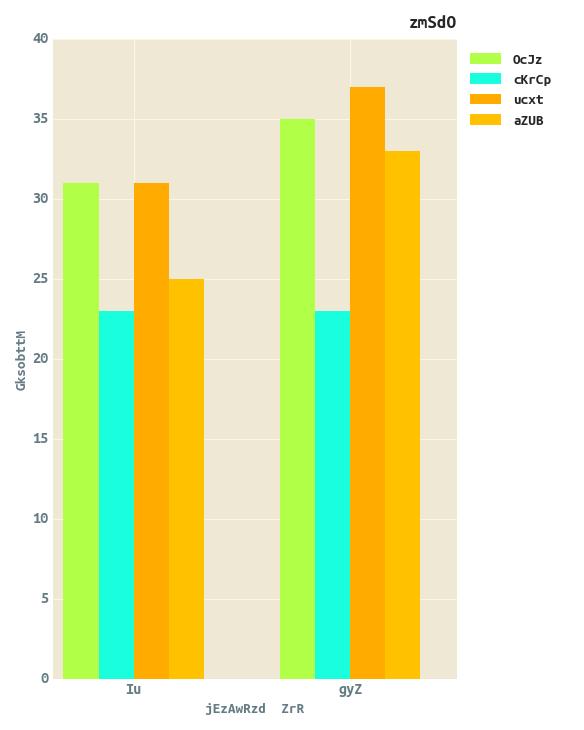 zmSdO
OcJz
cKrCp
ucxt
aZUB
40
35
30
25
20
15
10
5
0
GksobttM
Iu gyZ
jEzAwRzd ZrR